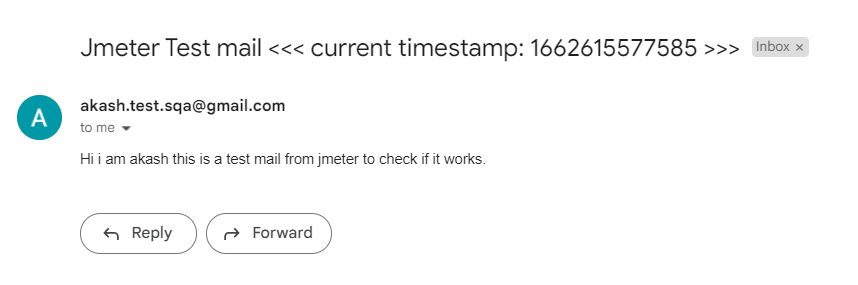 Jmeter Test mail <<< current timestamp: 1662615577585 >>> Inbox ×
A
akash.test.sqa@gmail.com
to me
Hi i am akash this is a test mail from jmeter to check if it works.
Reply Forward